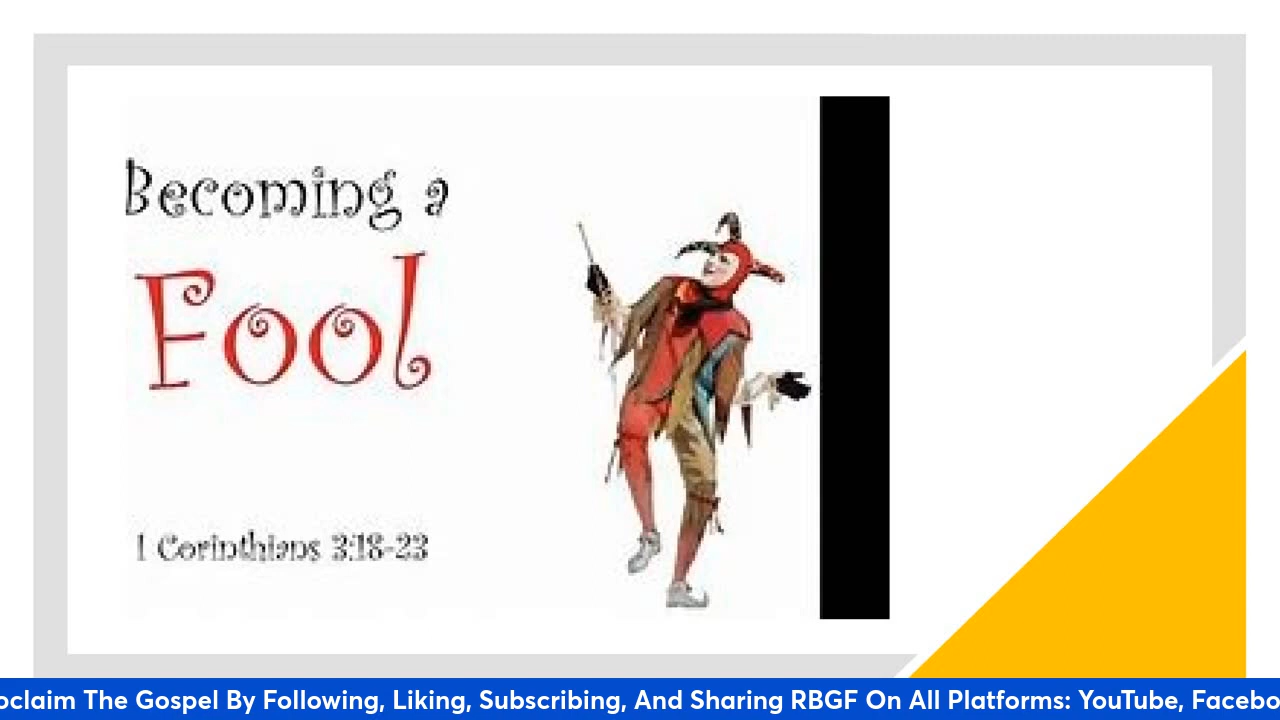 Becoming a
Fool
1 Corinthians 3:18-23
oclaim The Gospel By Following, Liking, Subscribing, And Sharing RBGF On All Platforms: YouTube, Facebo